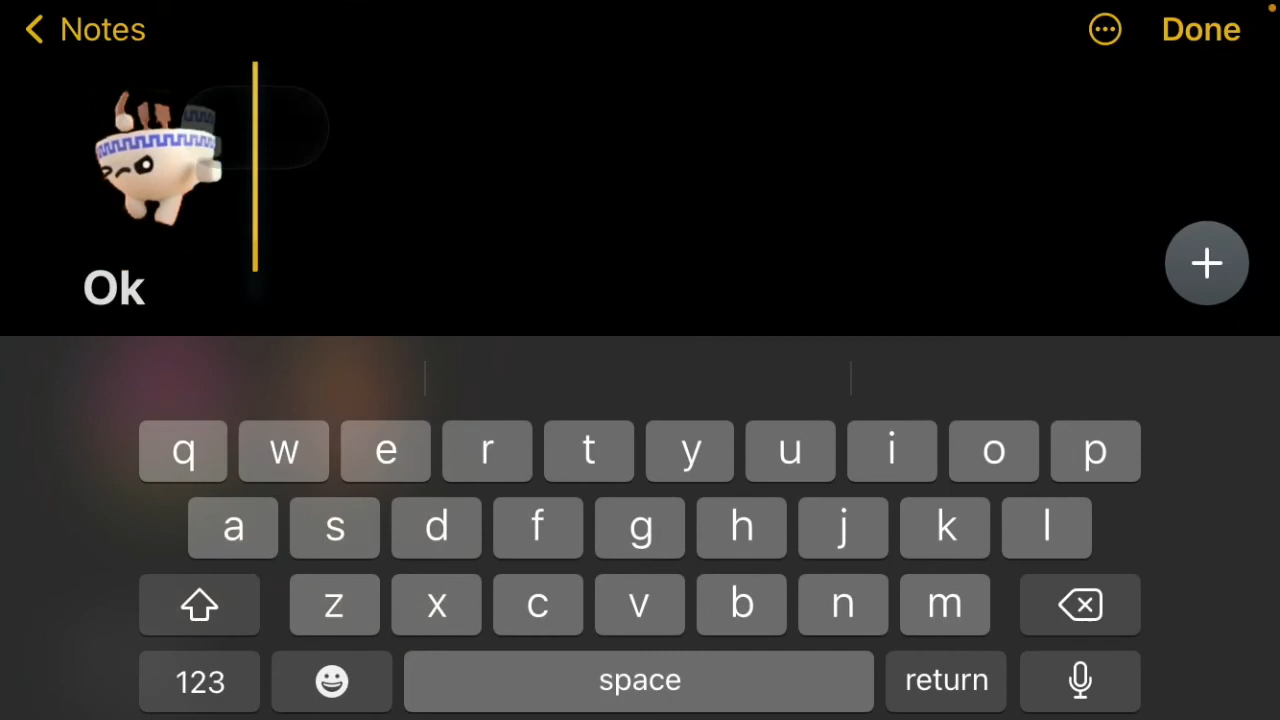 Notes
Done
Ok
q w e r t y u i o p
a s d f g h j k l
z x c v b n m
123 space return